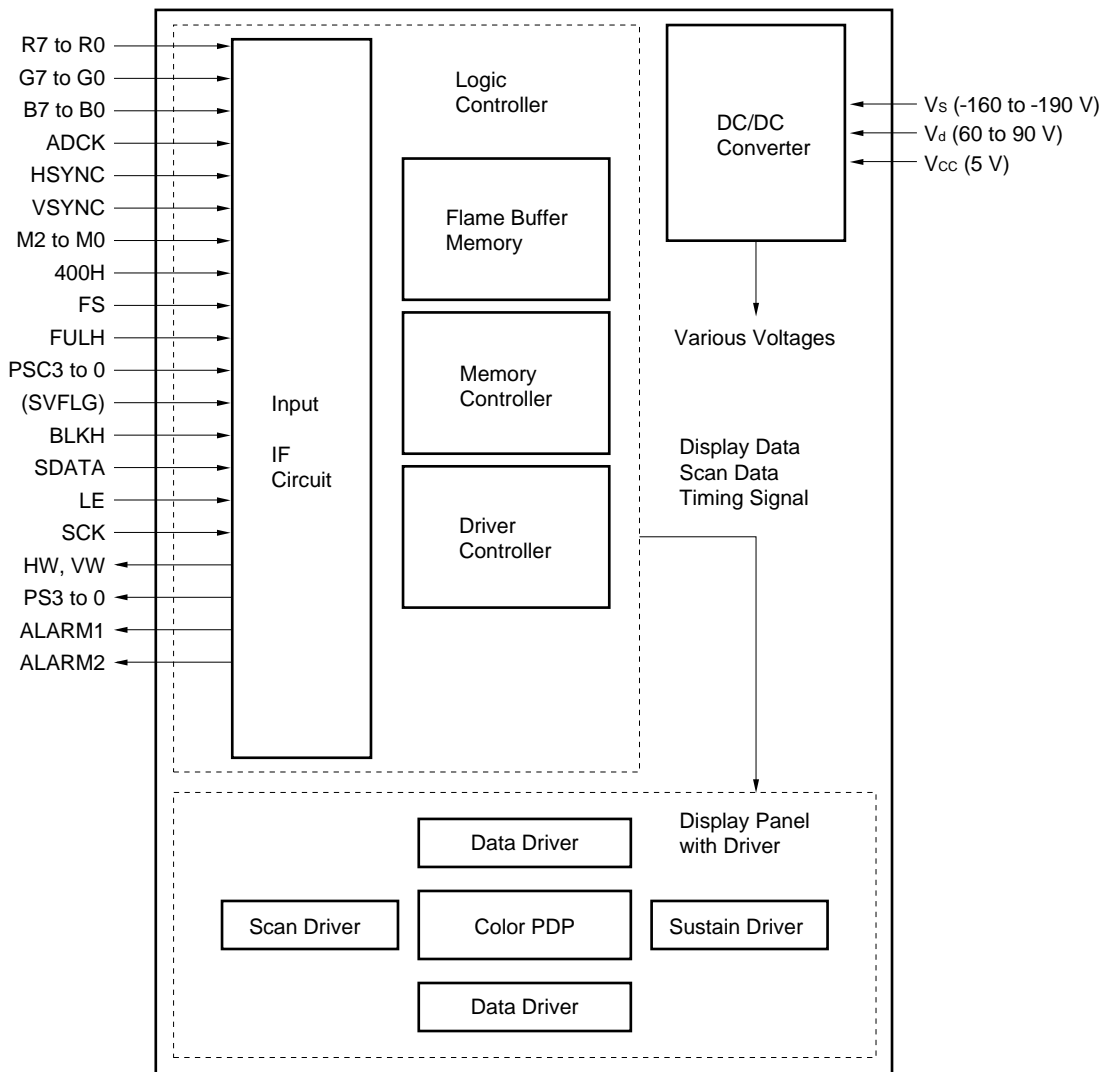 R7 to R0
G7 to G0
B7 to B0
ADCK
HSYNC
VSYNC
M2 to M0
400H
FS
FULH
PSC3 to 0
(SVFLG)
BLKH
SDATA
LE
SCK
HW, VW
PS3 to 0
ALARM1
ALARM2
Input
IF
Circuit
Logic
Controller
Flame Buffer
Memory
Memory
Controller
Driver
Controller
DC/DC
Converter
Vs (-160 to -190 V)
Vd (60 to 90 V)
Vcc (5 V)
Various Voltages
Display Data
Scan Data
Timing Signal
Display Panel
with Driver
Data Driver
Scan Driver
Color PDP
Sustain Driver
Data Driver